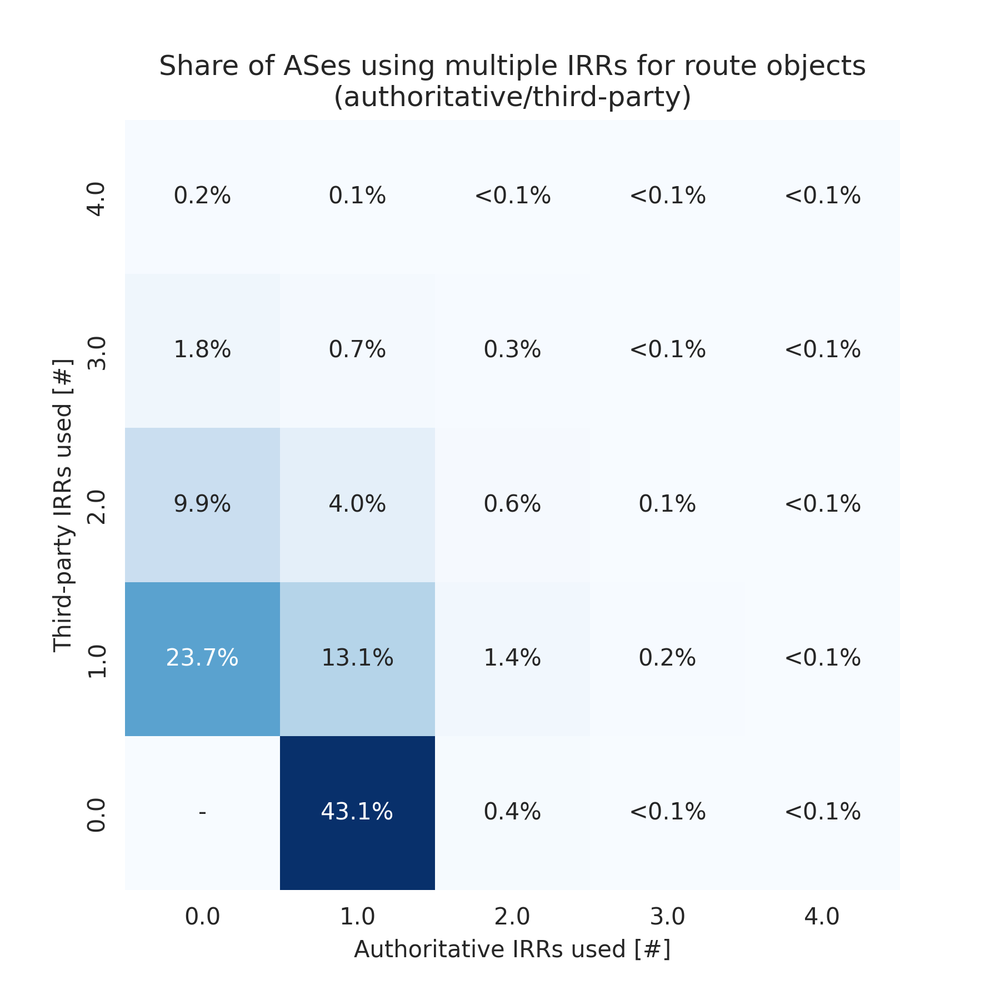 Share of ASes using multiple IRRs for route objects
(authoritative/third-party)
Third-party IRRs used [#]
4.0 0.2% 0.1% <0.1% <0.1% <0.1%
3.0 1.8% 0.7% 0.3% <0.1% <0.1%
2.0 9.9% 4.0% 0.6% 0.1% <0.1%
1.0 23.7% 13.1% 1.4% 0.2% <0.1%
0.0 - 43.1% 0.4% <0.1% <0.1%
0.0 1.0 2.0 3.0 4.0
Authoritative IRRs used [#]